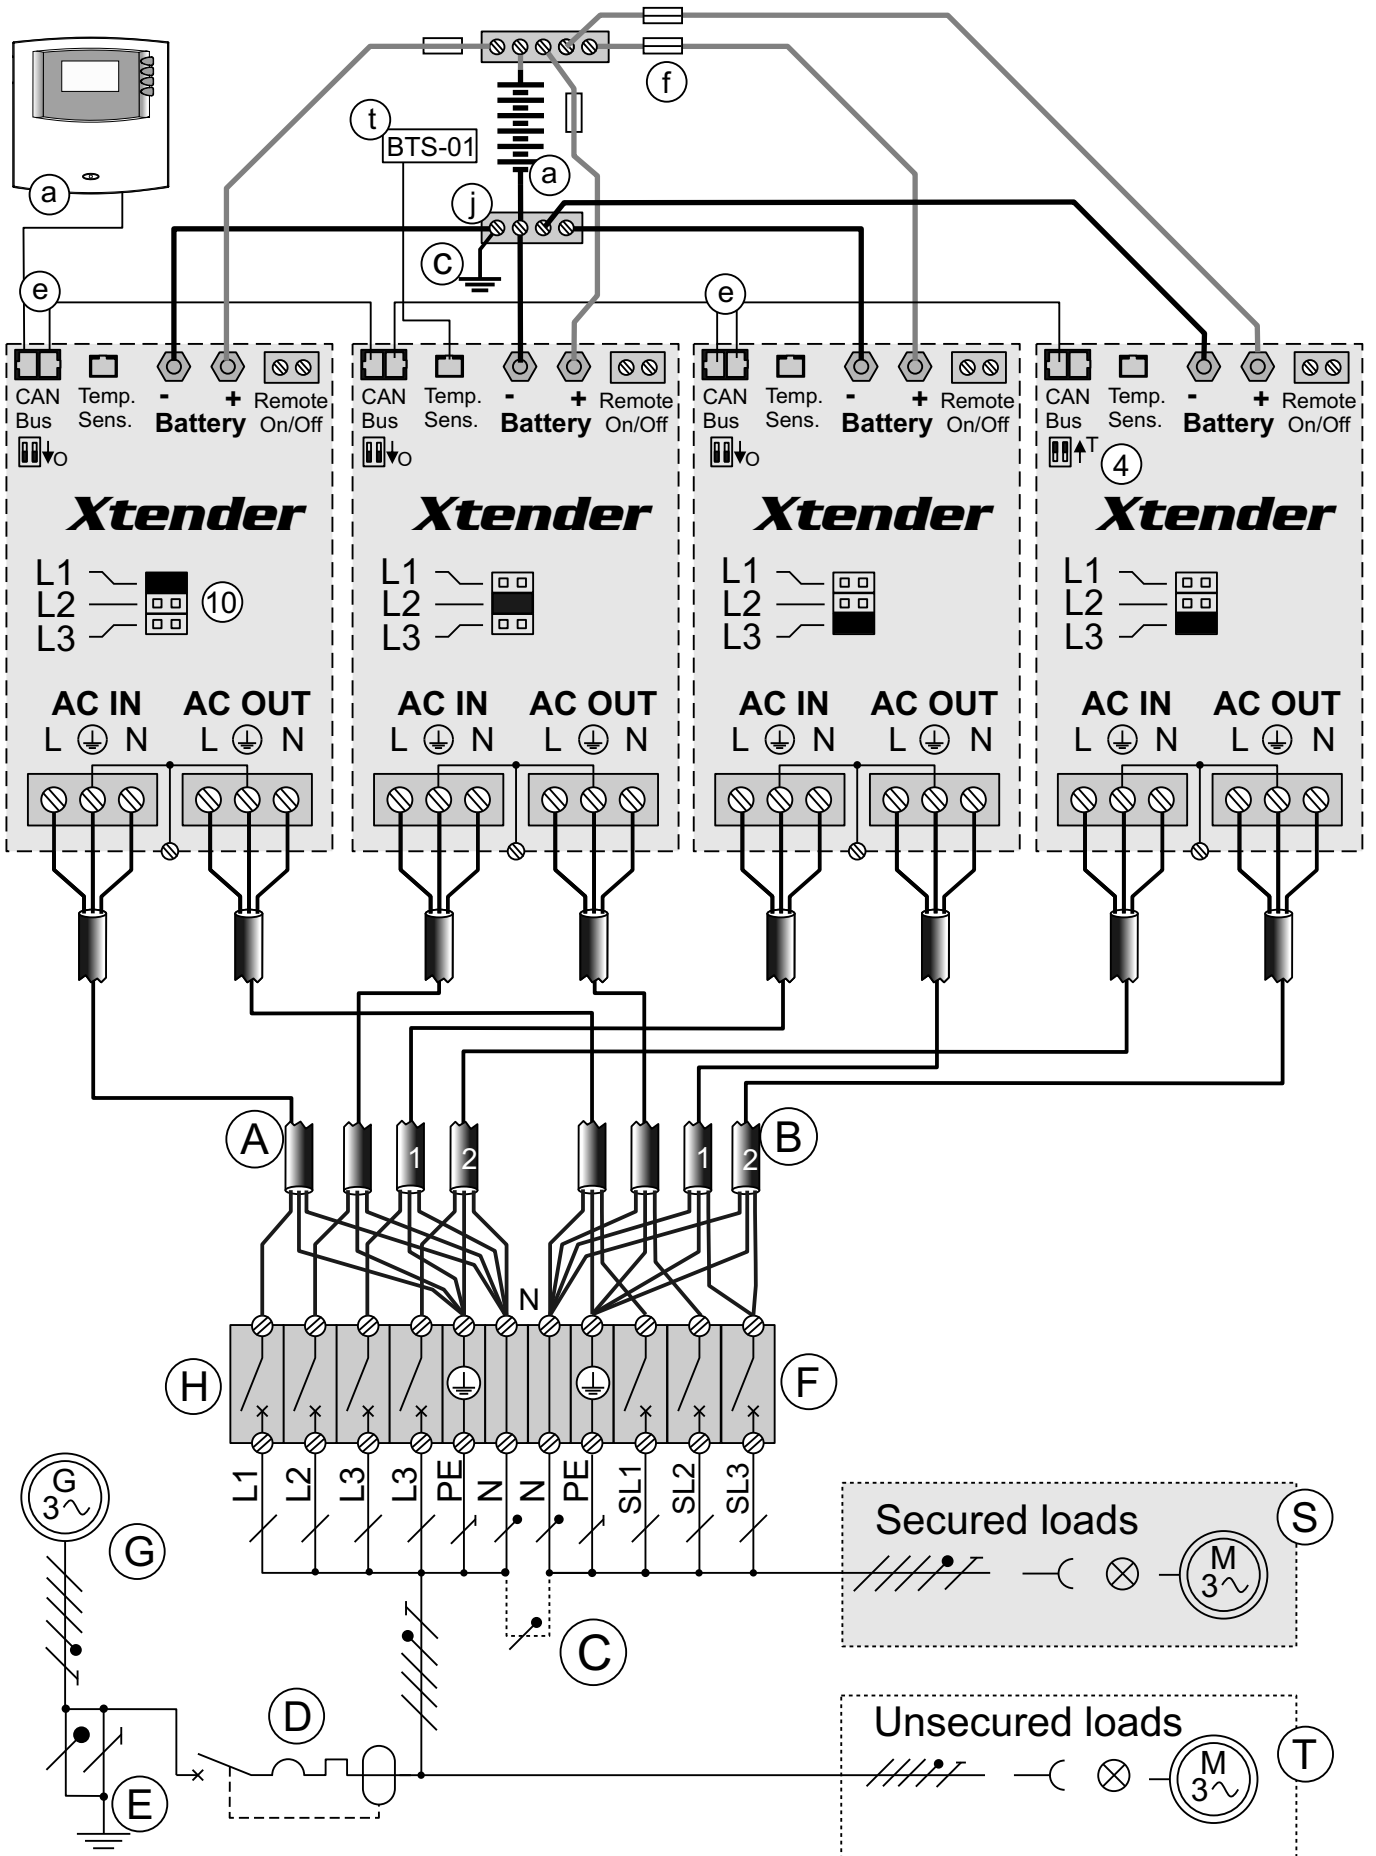 f
t
BTS-01
a
a
j
c
e
e
CAN Temp. - + Remote
Bus Sens. Battery On/Off
O
CAN Temp. - + Remote
Bus Sens. Battery On/Off
O
CAN Temp. - + Remote
Bus Sens. Battery On/Off
O
CAN Temp. - + Remote
Bus Sens. Battery On/Off
T
4
Xtender Xtender Xtender Xtender
L1 L1 L1 L1
L2 10 L2 L2 L2
L3 L3 L3 L3
AC IN AC OUT AC IN AC OUT AC IN AC OUT AC IN AC OUT
L N L N L N L N L N L N L N L N
A 1 2 1 2 B
N
H F
L1 L2 L3 L3 PE N N PE SL1 SL2 SL3
G
3
G
Secured loads S
M
3
C
D
Unsecured loads
T
M
3
E